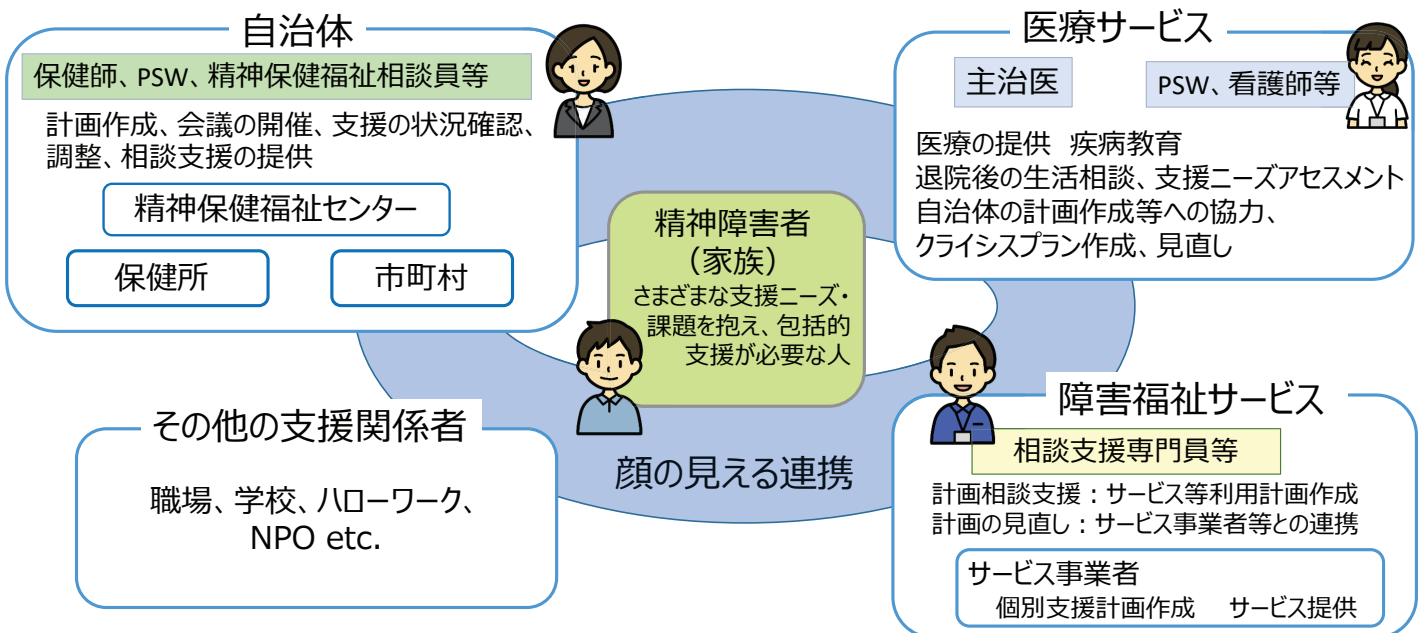 自治体
保健師、PSW、精神保健福祉相談員等
計画作成、会議の開催、支援の状況確認、
調整、相談支援の提供
精神保健福祉センター
保健所
市町村
医療サービス
主治医
PSW、看護師等
医療の提供 疾病教育
退院後の生活相談、支援ニーズアセスメント
自治体の計画作成等への協力、
クライシスプラン作成、見直し
精神障害者
（家族）
さまざまな支援ニーズ・
課題を抱え、包括的
支援が必要な人
その他の支援関係者
職場、学校、ハローワーク、
NPO etc.
顔の見える連携
障害福祉サービス
相談支援専門員等
計画相談支援：サービス等利用計画作成
計画の見直し：サービス事業者等との連携
サービス事業者
個別支援計画作成 サービス提供